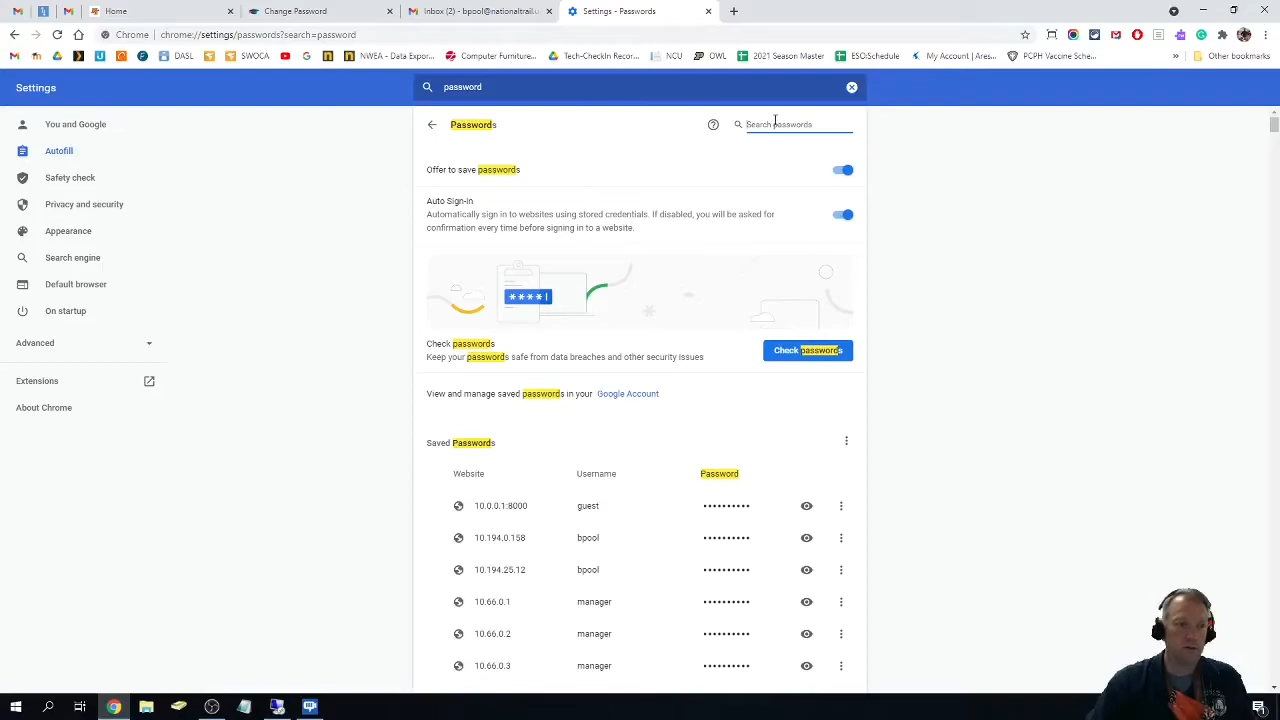 Home
Change Password
Inbox (2) - bpool@nationaltrail.u
Settings - Passwords
Chrome | chrome://settings/passwords?search=password
DASL
SWOCA
NWEA - Data Explor...
Computer Furnitur...
Tech-CheckIn Recor...
NCU
OWL
2021 Season Master
ESO:Schedule
My Account (Ares...
PCPH Vaccine Sche...
»
Other bookmarks
Settings
password
You and Google
Autofill
Safety check
Privacy and security
Appearance
Search engine
Default browser
On startup
Advanced
Extensions
About Chrome
Passwords
Search passwords
Offer to save passwords
Auto Sign-in
Automatically sign in to websites using stored credentials. If disabled, you will be asked for
confirmation every time before signing in to a website.
****|
Check passwords
Keep your passwords safe from data breaches and other security issues
Check passwords
View and manage saved passwords in your Google Account
Saved Passwords
Website Username Password
10.0.0.1:8000 guest ••••••••••
10.194.0.158 bpool ••••••••••
10.194.25.12 bpool ••••••••••
10.66.0.1 manager ••••••••••
10.66.0.2 manager ••••••••••
10.66.0.3 manager ••••••••••